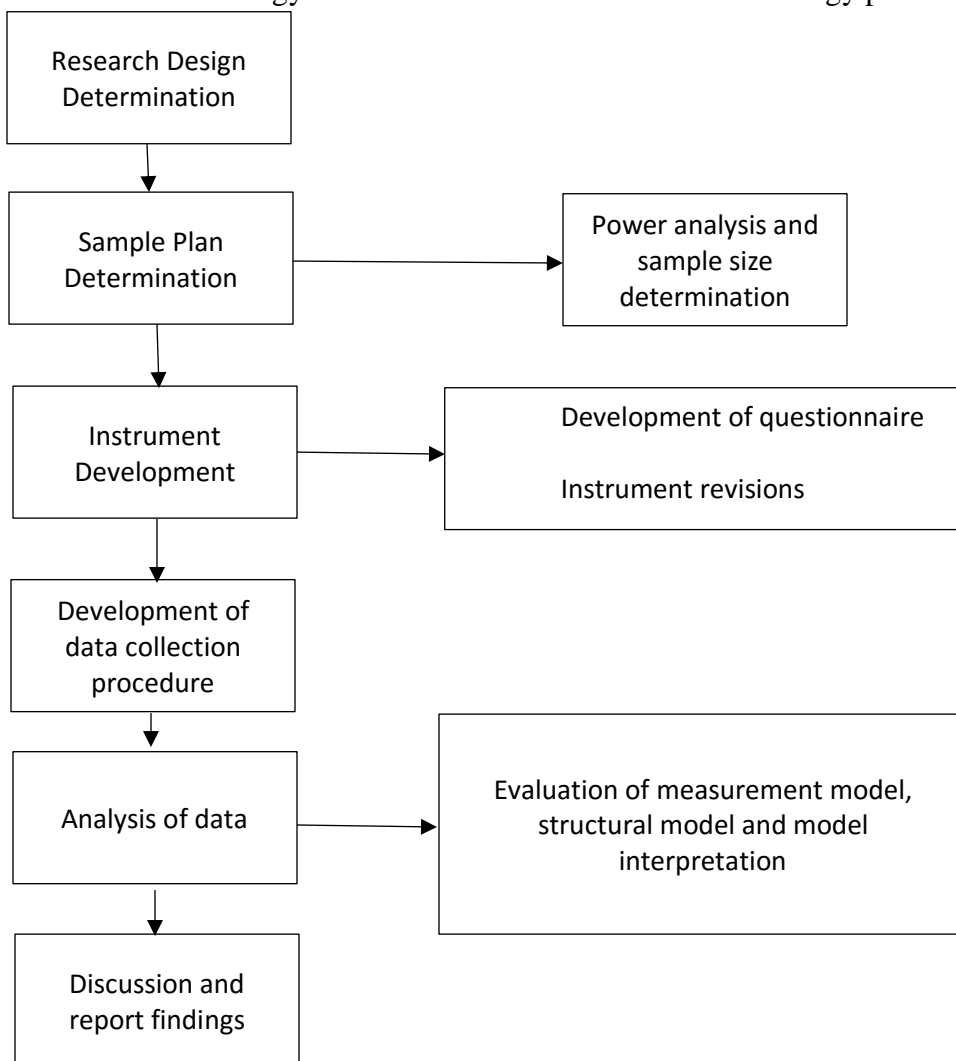 Research Design
Determination
Sample Plan
Determination
Power analysis and
sample size
determination
Instrument
Development
Development of questionnaire
Instrument revisions
Development of
data collection
procedure
Analysis of data
Evaluation of measurement model,
structural model and model
interpretation
Discussion and
report findings